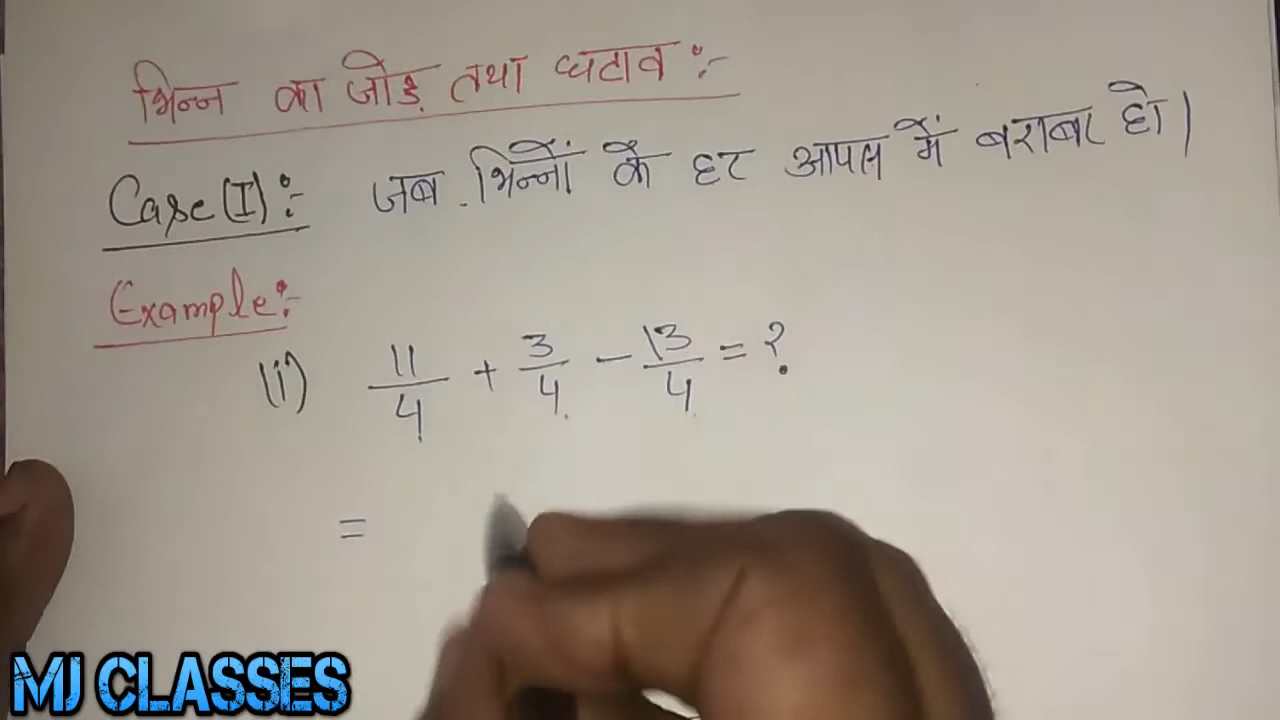 भिन्न का जोड़ तथा घटाव :-
Case(I):- जब भिन्नों के हर आपस में बराबर हो।
Example:-
(i) 11/4 + 3/4 - 13/4 = ?
=
MJ CLASSES